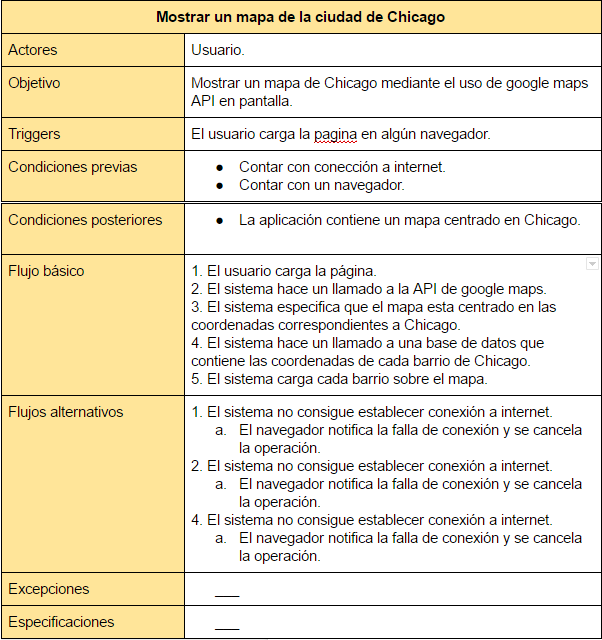 Mostrar un mapa de la ciudad de Chicago
Actores
Usuario.
Objetivo
Mostrar un mapa de Chicago mediante el uso de google maps
API en pantalla.
Triggers
El usuario carga la pagina en algún navegador.
Condiciones previas
● Contar con conección a internet.
● Contar con un navegador.
Condiciones posteriores
● La aplicación contiene un mapa centrado en Chicago.
Flujo básico
1. El usuario carga la página.
2. El sistema hace un llamado a la API de google maps.
3. El sistema especifica que el mapa esta centrado en las
coordenadas correspondientes a Chicago.
4. El sistema hace un llamado a una base de datos que
contiene las coordenadas de cada barrio de Chicago.
5. El sistema carga cada barrio sobre el mapa.
Flujos alternativos
1. El sistema no consigue establecer conexión a internet.
a. El navegador notifica la falla de conexión y se cancela
la operación.
2. El sistema no consigue establecer conexión a internet.
a. El navegador notifica la falla de conexión y se cancela
la operación.
4. El sistema no consigue establecer conexión a internet.
a. El navegador notifica la falla de conexión y se cancela
la operación.
Excepciones
___
Especificaciones
___